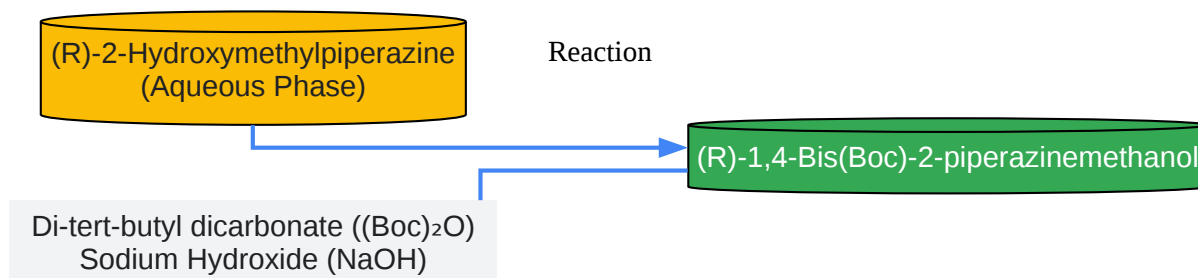 (R)-2-Hydroxymethylpiperazine
(Aqueous Phase)
Reaction
(R)-1,4-Bis(Boc)-2-piperazinemethanol
Di-tert-butyl dicarbonate ((Boc)₂O)
Sodium Hydroxide (NaOH)